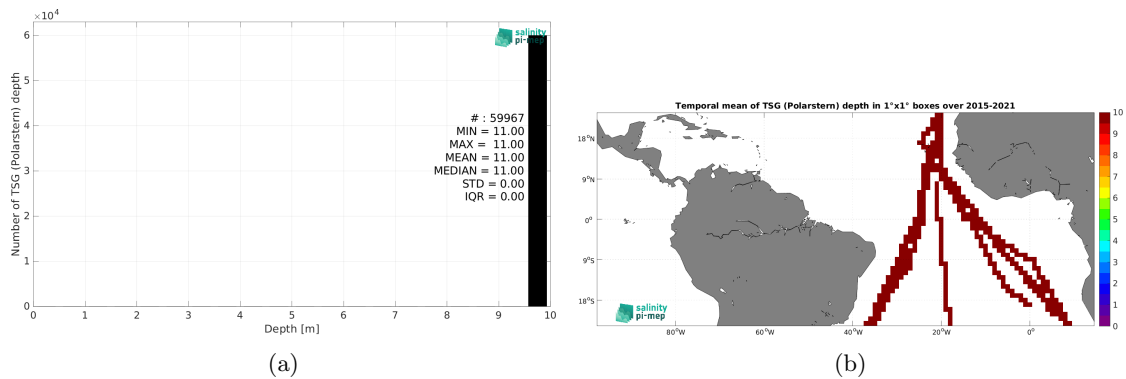 ×10⁴
6
5
4
3
2
1
0
Number of TSG (Polarstern) depth
salinity
pi-mep
# : 59967
MIN = 11.00
MAX = 11.00
MEAN = 11.00
MEDIAN = 11.00
STD = 0.00
IQR = 0.00
0 1 2 3 4 5 6 7 8 9 10
Depth [m]
(a)
Temporal mean of TSG (Polarstern) depth in 1°x1° boxes over 2015-2021
18°N
9°N
0°
9°S
18°S
80°W 60°W 40°W 20°W 0°
salinity
pi-mep
10
9
8
7
6
5
4
3
2
1
0
(b)